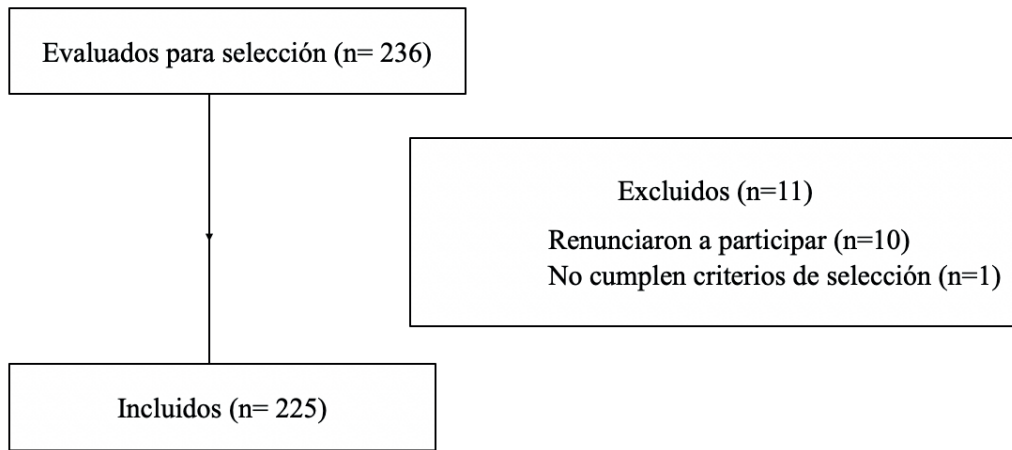 Evaluados para selección (n= 236)
Excluidos (n=11)
Renunciaron a participar (n=10)
No cumplen criterios de selección (n=1)
Incluidos (n= 225)